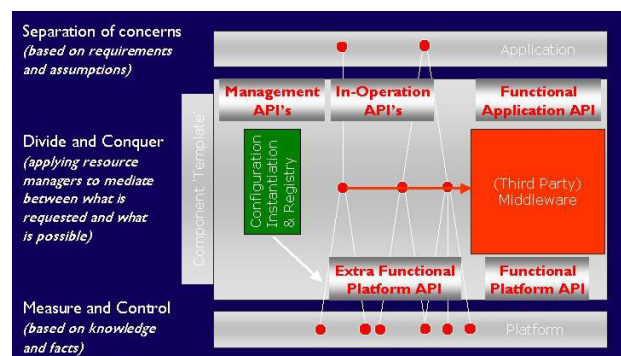 Separation of concerns
(based on requirements
and assumptions)
Application
Management
API's
In-Operation
API's
Functional
Application API
Divide and Conquer
(applying resource
managers to mediate
between what is
requested and what
is possible)
Component 'Template'
Configuration
Instantiation
& Registry
(Third Party)
Middleware
Extra Functional
Platform API
Functional
Platform API
Measure and Control
(based on knowledge
and facts)
Platform